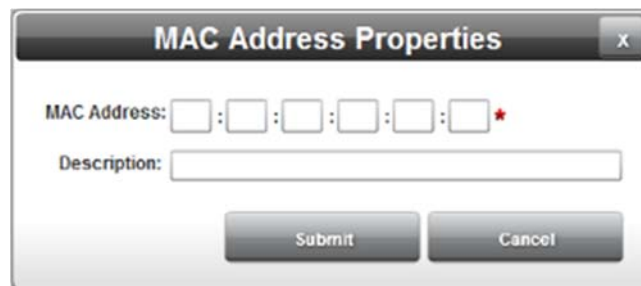 MAC Address Properties x
MAC Address: : : : : : *
Description:
Submit Cancel